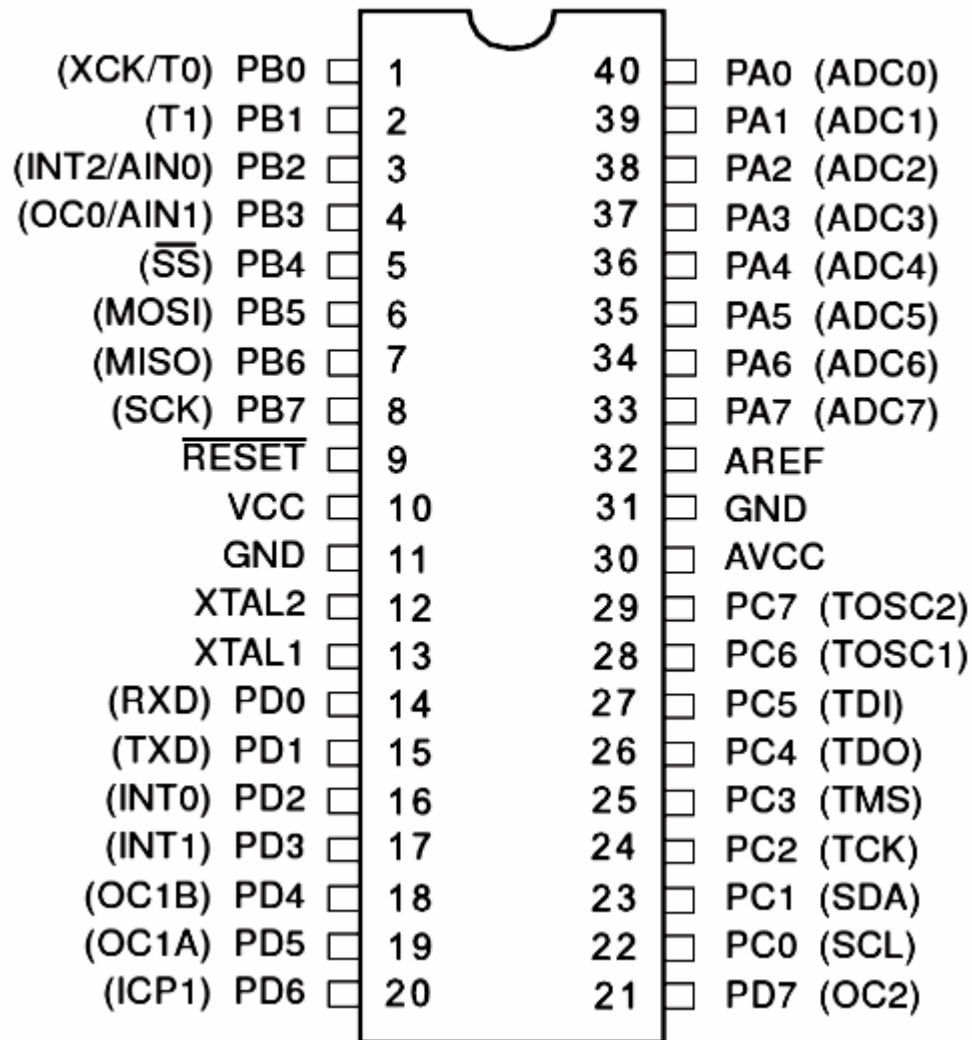 (XCK/T0) PB0 1 40 PA0 (ADC0)
(T1) PB1 2 39 PA1 (ADC1)
(INT2/AIN0) PB2 3 38 PA2 (ADC2)
(OC0/AIN1) PB3 4 37 PA3 (ADC3)
(S̅S̅) PB4 5 36 PA4 (ADC4)
(MOSI) PB5 6 35 PA5 (ADC5)
(MISO) PB6 7 34 PA6 (ADC6)
(SCK) PB7 8 33 PA7 (ADC7)
R̅E̅S̅E̅T̅ 9 32 AREF
VCC 10 31 GND
GND 11 30 AVCC
XTAL2 12 29 PC7 (TOSC2)
XTAL1 13 28 PC6 (TOSC1)
(RXD) PD0 14 27 PC5 (TDI)
(TXD) PD1 15 26 PC4 (TDO)
(INT0) PD2 16 25 PC3 (TMS)
(INT1) PD3 17 24 PC2 (TCK)
(OC1B) PD4 18 23 PC1 (SDA)
(OC1A) PD5 19 22 PC0 (SCL)
(ICP1) PD6 20 21 PD7 (OC2)